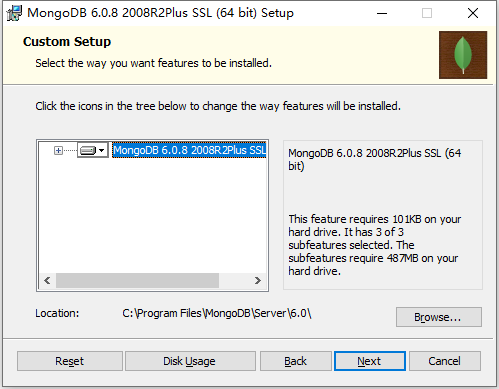 MongoDB 6.0.8 2008R2Plus SSL (64 bit) Setup
Custom Setup
Select the way you want features to be installed.
Click the icons in the tree below to change the way features will be installed.
MongoDB 6.0.8 2008R2Plus SSL
MongoDB 6.0.8 2008R2Plus SSL (64
bit)
This feature requires 101KB on your
hard drive. It has 3 of 3
subfeatures selected. The
subfeatures require 487MB on your
hard drive.
Location: C:\Program Files\MongoDB\Server\6.0\
Browse...
Reset Disk Usage Back Next Cancel